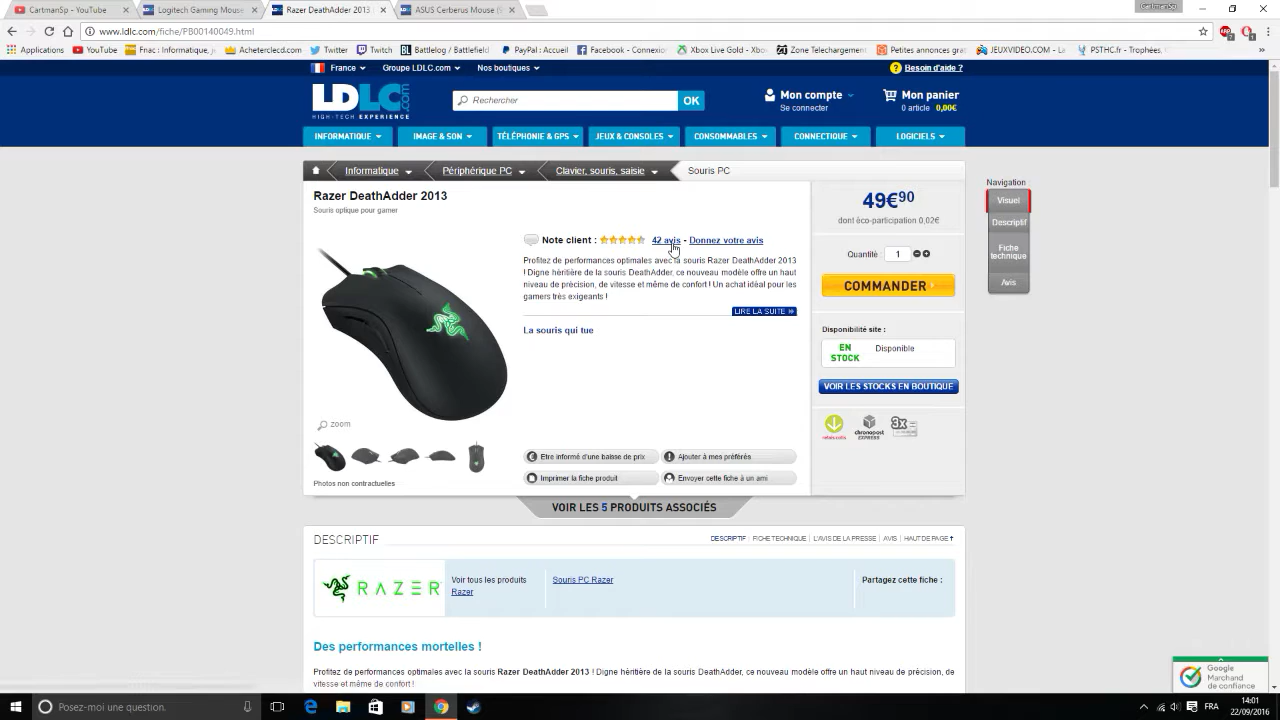 CartmanSp - YouTube
Logitech Gaming Mouse
Razer DeathAdder 2013
ASUS Cerberus Mouse (
CartmanSp
www.ldlc.com/fiche/PB00140049.html
Applications
YouTube
Fnac : Informatique, j
Acheterclescd.com
Twitter
Twitch
Battlelog / Battlefield
PayPal : Accueil
Facebook - Connexion
Xbox Live Gold - Xbo
Zone Telechargement
Petites annonces grat
JEUXVIDEO.COM - L
PSTHC.fr - Trophées,
France
Groupe LDLC.com
Nos boutiques
Besoin d'aide ?
LDLC.com
HIGH-TECH EXPERIENCE
Rechercher
OK
Mon compte
Se connecter
Mon panier
0 article 0,00€
INFORMATIQUE
IMAGE & SON
TÉLÉPHONIE & GPS
JEUX & CONSOLES
CONSOMMABLES
CONNECTIQUE
LOGICIELS
Informatique
Périphérique PC
Clavier, souris, saisie
Souris PC
Razer DeathAdder 2013
Souris optique pour gamer
Note client :
42 avis - Donnez votre avis
Profitez de performances optimales avec la souris Razer DeathAdder 2013
! Digne héritière de la souris DeathAdder, ce nouveau modèle offre un haut
niveau de précision, de vitesse et même de confort ! Un achat idéal pour les
gamers très exigeants !
LIRE LA SUITE
La souris qui tue
zoom
Photos non contractuelles
Etre informé d'une baisse de prix
Ajouter à mes préférés
Imprimer la fiche produit
Envoyer cette fiche à un ami
49€90
dont éco-participation 0,02€
Quantité :
1
COMMANDER
Disponibilité site :
EN
STOCK
Disponible
VOIR LES STOCKS EN BOUTIQUE
relais colis
chronopost
EXPRESS
3x
Navigation :
Visuel
Descriptif
Fiche
technique
Avis
VOIR LES 5 PRODUITS ASSOCIÉS
DESCRIPTIF
DESCRIPTIF
FICHE TECHNIQUE
L'AVIS DE LA PRESSE
AVIS
HAUT DE PAGE
RAZER
Voir tous les produits
Razer
Souris PC Razer
Partagez cette fiche :
Des performances mortelles !
Profitez de performances optimales avec la souris Razer DeathAdder 2013 ! Digne héritière de la souris DeathAdder, ce nouveau modèle offre un haut niveau de précision, de
vitesse et même de confort !
Google
Marchand
de confiance
Posez-moi une question.
FRA
14:01
22/09/2016